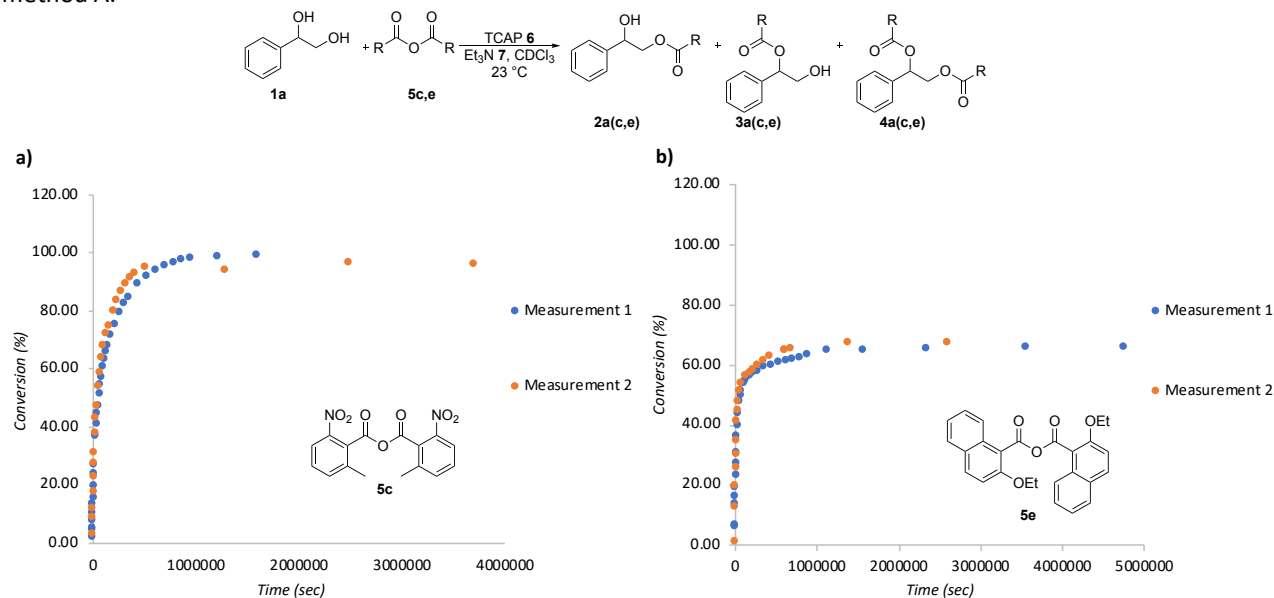 method A.
OH
OH
1a
+
R
O
O
O
R
5c,e
TCAP 6
Et₃N 7, CDCl₃
23 °C
OH
O
R
O
2a(c,e)
+
R
O
O
OH
3a(c,e)
+
R
O
O
O
R
O
4a(c,e)
a)
120.00
100.00
80.00
60.00
40.00
20.00
0.00
Conversion (%)
0
1000000
2000000
3000000
4000000
Time (sec)
Measurement 1
Measurement 2
NO₂
O
O
NO₂
O
5c
b)
120.00
100.00
80.00
60.00
40.00
20.00
0.00
Conversion (%)
0
1000000
2000000
3000000
4000000
5000000
Time (sec)
Measurement 1
Measurement 2
O
O
OEt
O
OEt
5e